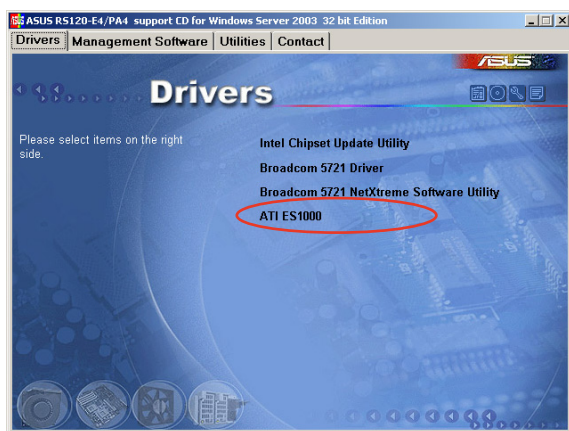 ASUS RS120-E4/PA4 support CD for Windows Server 2003 32 bit Edition
Drivers Management Software Utilities Contact
ASUS
Drivers
Please select items on the right
side.
Intel Chipset Update Utility
Broadcom 5721 Driver
Broadcom 5721 NetXtreme Software Utility
ATI ES1000